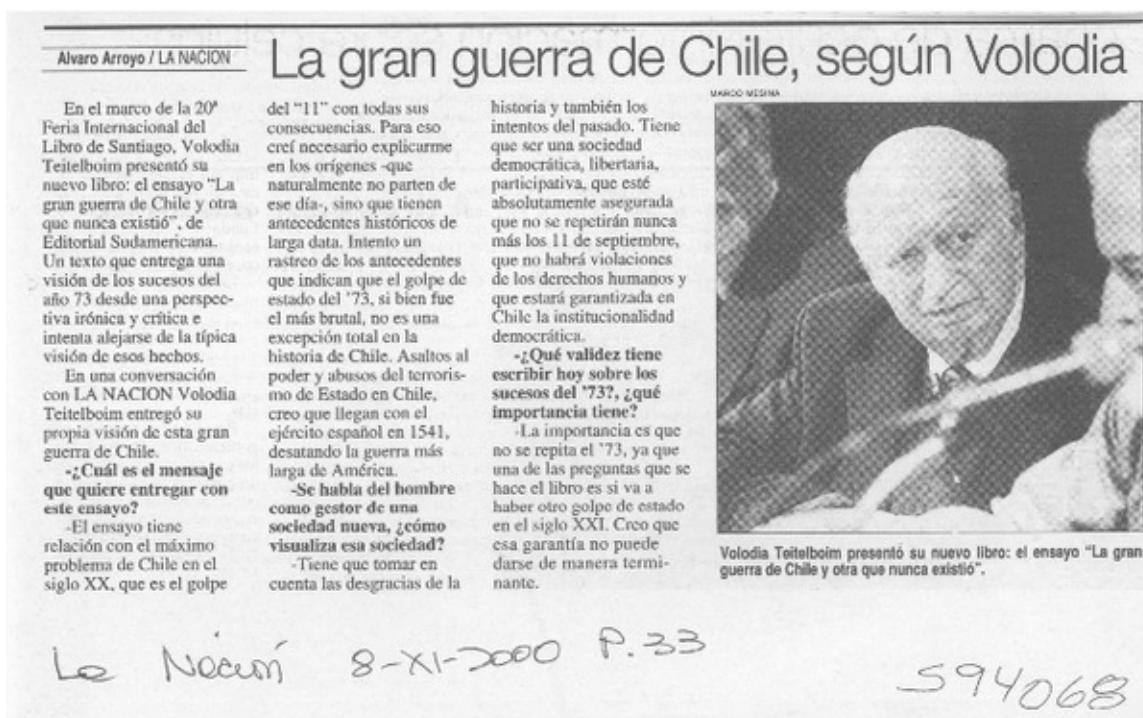 Alvaro Arroyo / LA NACION
La gran guerra de Chile, según Volodia
En el marco de la 20ª
Feria Internacional del
Libro de Santiago, Volodia
Teitelboim presentó su
nuevo libro: el ensayo “La
gran guerra de Chile y otra
que nunca existió”, de
Editorial Sudamericana.
Un texto que entrega una
visión de los sucesos del
año 73 desde una perspec-
tiva irónica y crítica e
intenta alejarse de la típica
visión de esos hechos.
En una conversación
con LA NACION Volodia
Teitelboim entregó su
propia visión de esta gran
guerra de Chile.
-¿Cuál es el mensaje
que quiere entregar con
este ensayo?
-El ensayo tiene
relación con el máximo
problema de Chile en el
siglo XX, que es el golpe
del “11” con todas sus
consecuencias. Para eso
creí necesario explicarme
en los orígenes -que
naturalmente no parten de
ese día-, sino que tienen
antecedentes históricos de
larga data. Intento un
rastreo de los antecedentes
que indican que el golpe de
estado del ’73, si bien fue
el más brutal, no es una
excepción total en la
historia de Chile. Asaltos al
poder y abusos del terroris-
mo de Estado en Chile,
creo que llegan con el
ejército español en 1541,
desatando la guerra más
larga de América.
-Se habla del hombre
como gestor de una
sociedad nueva, ¿cómo
visualiza esa sociedad?
-Tiene que tomar en
cuenta las desgracias de la
historia y también los
intentos del pasado. Tiene
que ser una sociedad
democrática, libertaria,
participativa, que esté
absolutamente asegurada
que no se repetirán nunca
más los 11 de septiembre,
que no habrá violaciones
de los derechos humanos y
que estará garantizada en
Chile la institucionalidad
democrática.
-¿Qué validez tiene
escribir hoy sobre los
sucesos del ’73?, ¿qué
importancia tiene?
-La importancia es que
no se repita el ’73, ya que
una de las preguntas que se
hace el libro es si va a
haber otro golpe de estado
en el siglo XXI. Creo que
esa garantía no puede
darse de manera termi-
nante.
MARCO MESINA
Volodia Teitelboim presentó su nuevo libro: el ensayo “La gran
guerra de Chile y otra que nunca existió”.
La Nación 8-XI-2000 P.33
594068